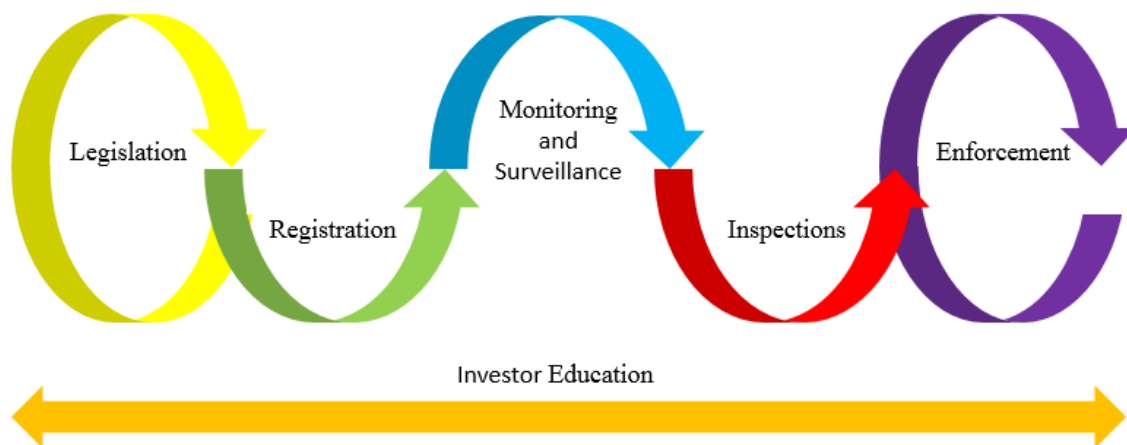 Legislation
Registration
Monitoring
and
Surveillance
Inspections
Enforcement
Investor Education